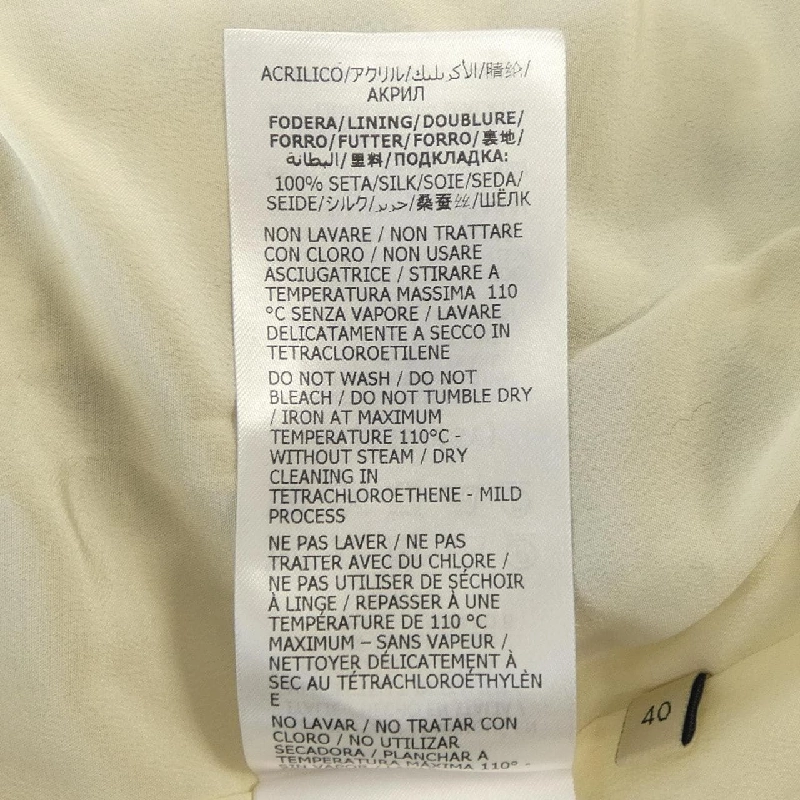 ACRILICO/アクリル/الأكريليك/腈纶/
АКРИЛ
FODERA/LINING/DOUBLURE/
FORRO/FUTTER/FORRO/裏地/
البطانة/里料/ПОДКЛАДКА:
100% SETA/SILK/SOIE/SEDA/
SEIDE/シルク/حرير/桑蚕丝/ШЁЛК
NON LAVARE / NON TRATTARE
CON CLORO / NON USARE
ASCIUGATRICE / STIRARE A
TEMPERATURA MASSIMA 110
°C SENZA VAPORE / LAVARE
DELICATAMENTE A SECCO IN
TETRACLOROETILENE
DO NOT WASH / DO NOT
BLEACH / DO NOT TUMBLE DRY
/ IRON AT MAXIMUM
TEMPERATURE 110°C -
WITHOUT STEAM / DRY
CLEANING IN
TETRACHLOROETHENE - MILD
PROCESS
NE PAS LAVER / NE PAS
TRAITER AVEC DU CHLORE /
NE PAS UTILISER DE SÉCHOIR
À LINGE / REPASSER À UNE
TEMPÉRATURE DE 110 °C
MAXIMUM – SANS VAPEUR /
NETTOYER DÉLICATEMENT À
SEC AU TÉTRACHLOROÉTHYLÈN
E
NO LAVAR / NO TRATAR CON
CLORO / NO UTILIZAR
SECADORA / PLANCHAR A
TEMPERATURA MÁXIMA 110° -
SIN VAPOR /
40